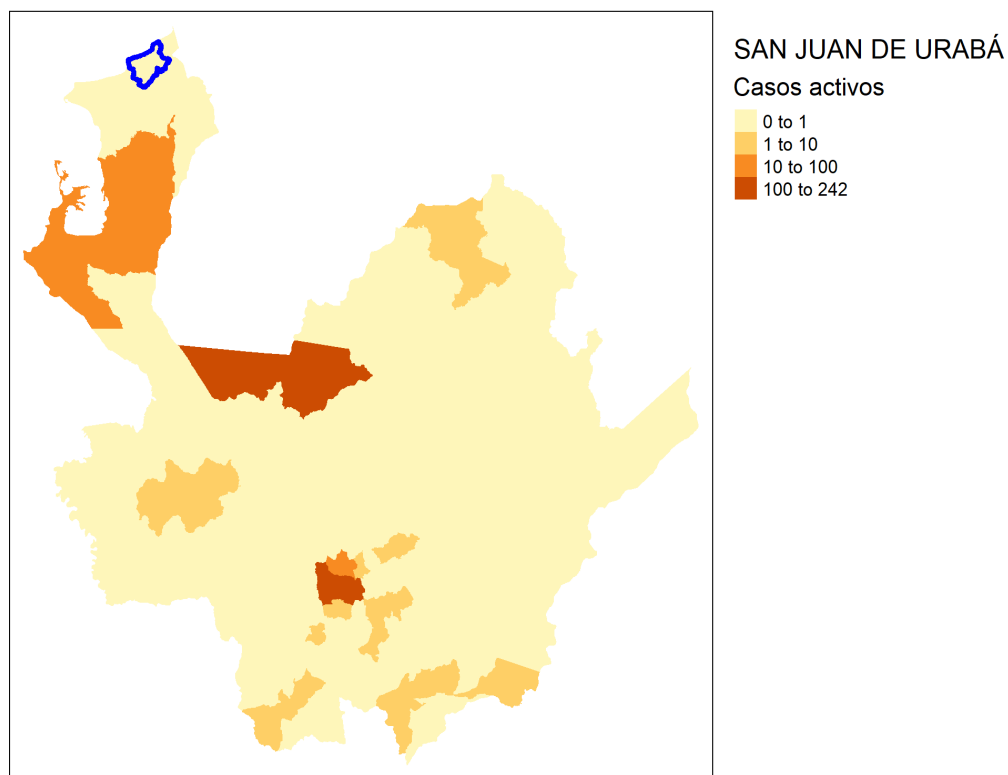 SAN JUAN DE URABÁ
Casos activos
0 to 1
1 to 10
10 to 100
100 to 242